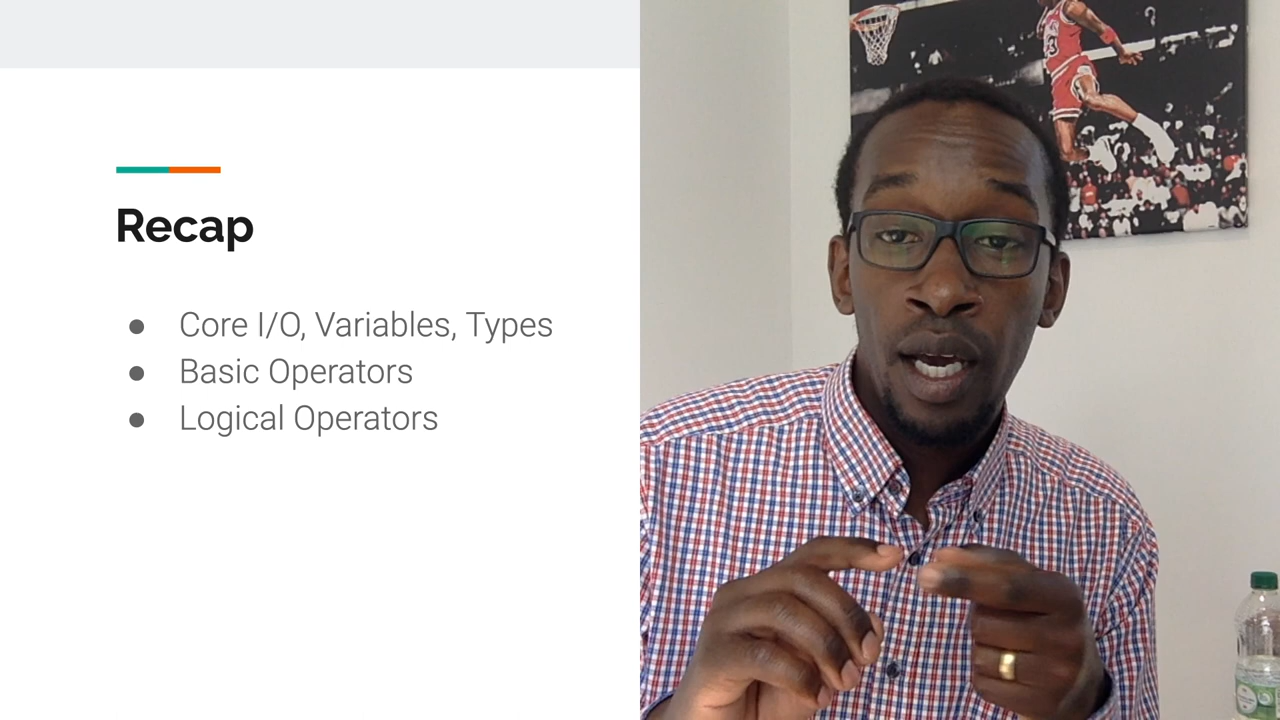 Recap
Core I/O, Variables, Types
Basic Operators
Logical Operators